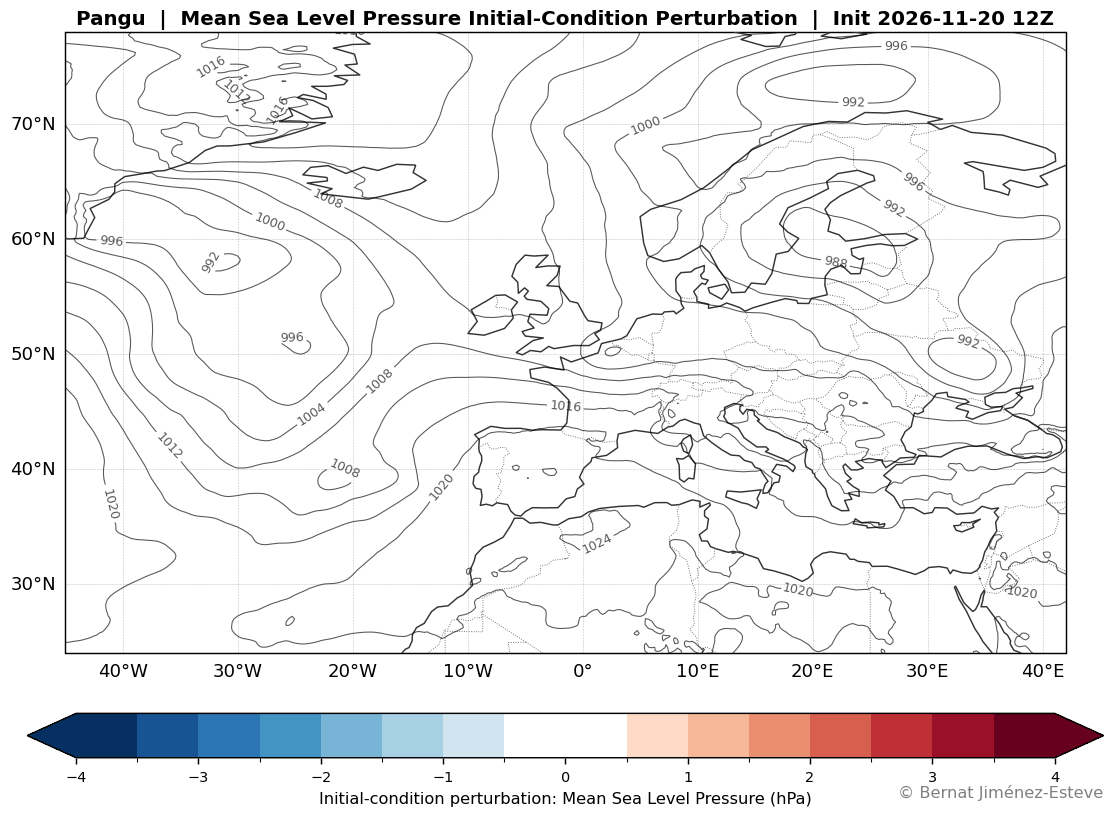 Pangu | Mean Sea Level Pressure Initial-Condition Perturbation | Init 2026-11-20 12Z
996
1016
1012
1016
992
1000
70°N
996
1008
992
1000
60°N
996
992
988
996
992
50°N
1008
1016
1004
1012
1008
40°N
1020
1020
1024
30°N
1020
1020
40°W 30°W 20°W 10°W 0° 10°E 20°E 30°E 40°E
−4 −3 −2 −1 0 1 2 3 4
Initial-condition perturbation: Mean Sea Level Pressure (hPa)
© Bernat Jiménez-Esteve